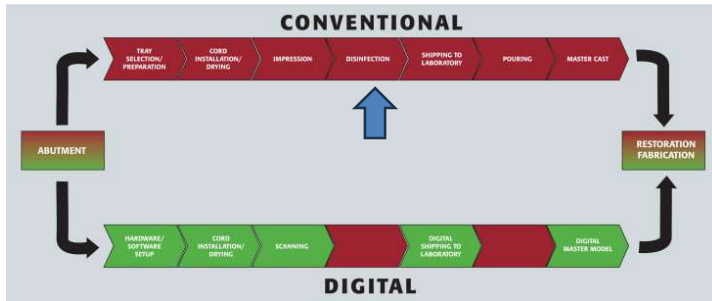 CONVENTIONAL
TRAY
SELECTION/
PREPARATION
CORD
INSTALLATION/
DRYING
IMPRESSION
DISINFECTION
SHIPPING TO
LABORATORY
POURING
MASTER CAST
ABUTMENT
RESTORATION
FABRICATION
HARDWARE/
SOFTWARE
SETUP
CORD
INSTALLATION/
DRYING
SCANNING
DIGITAL
SHIPPING TO
LABORATORY
DIGITAL
MASTER MODEL
DIGITAL